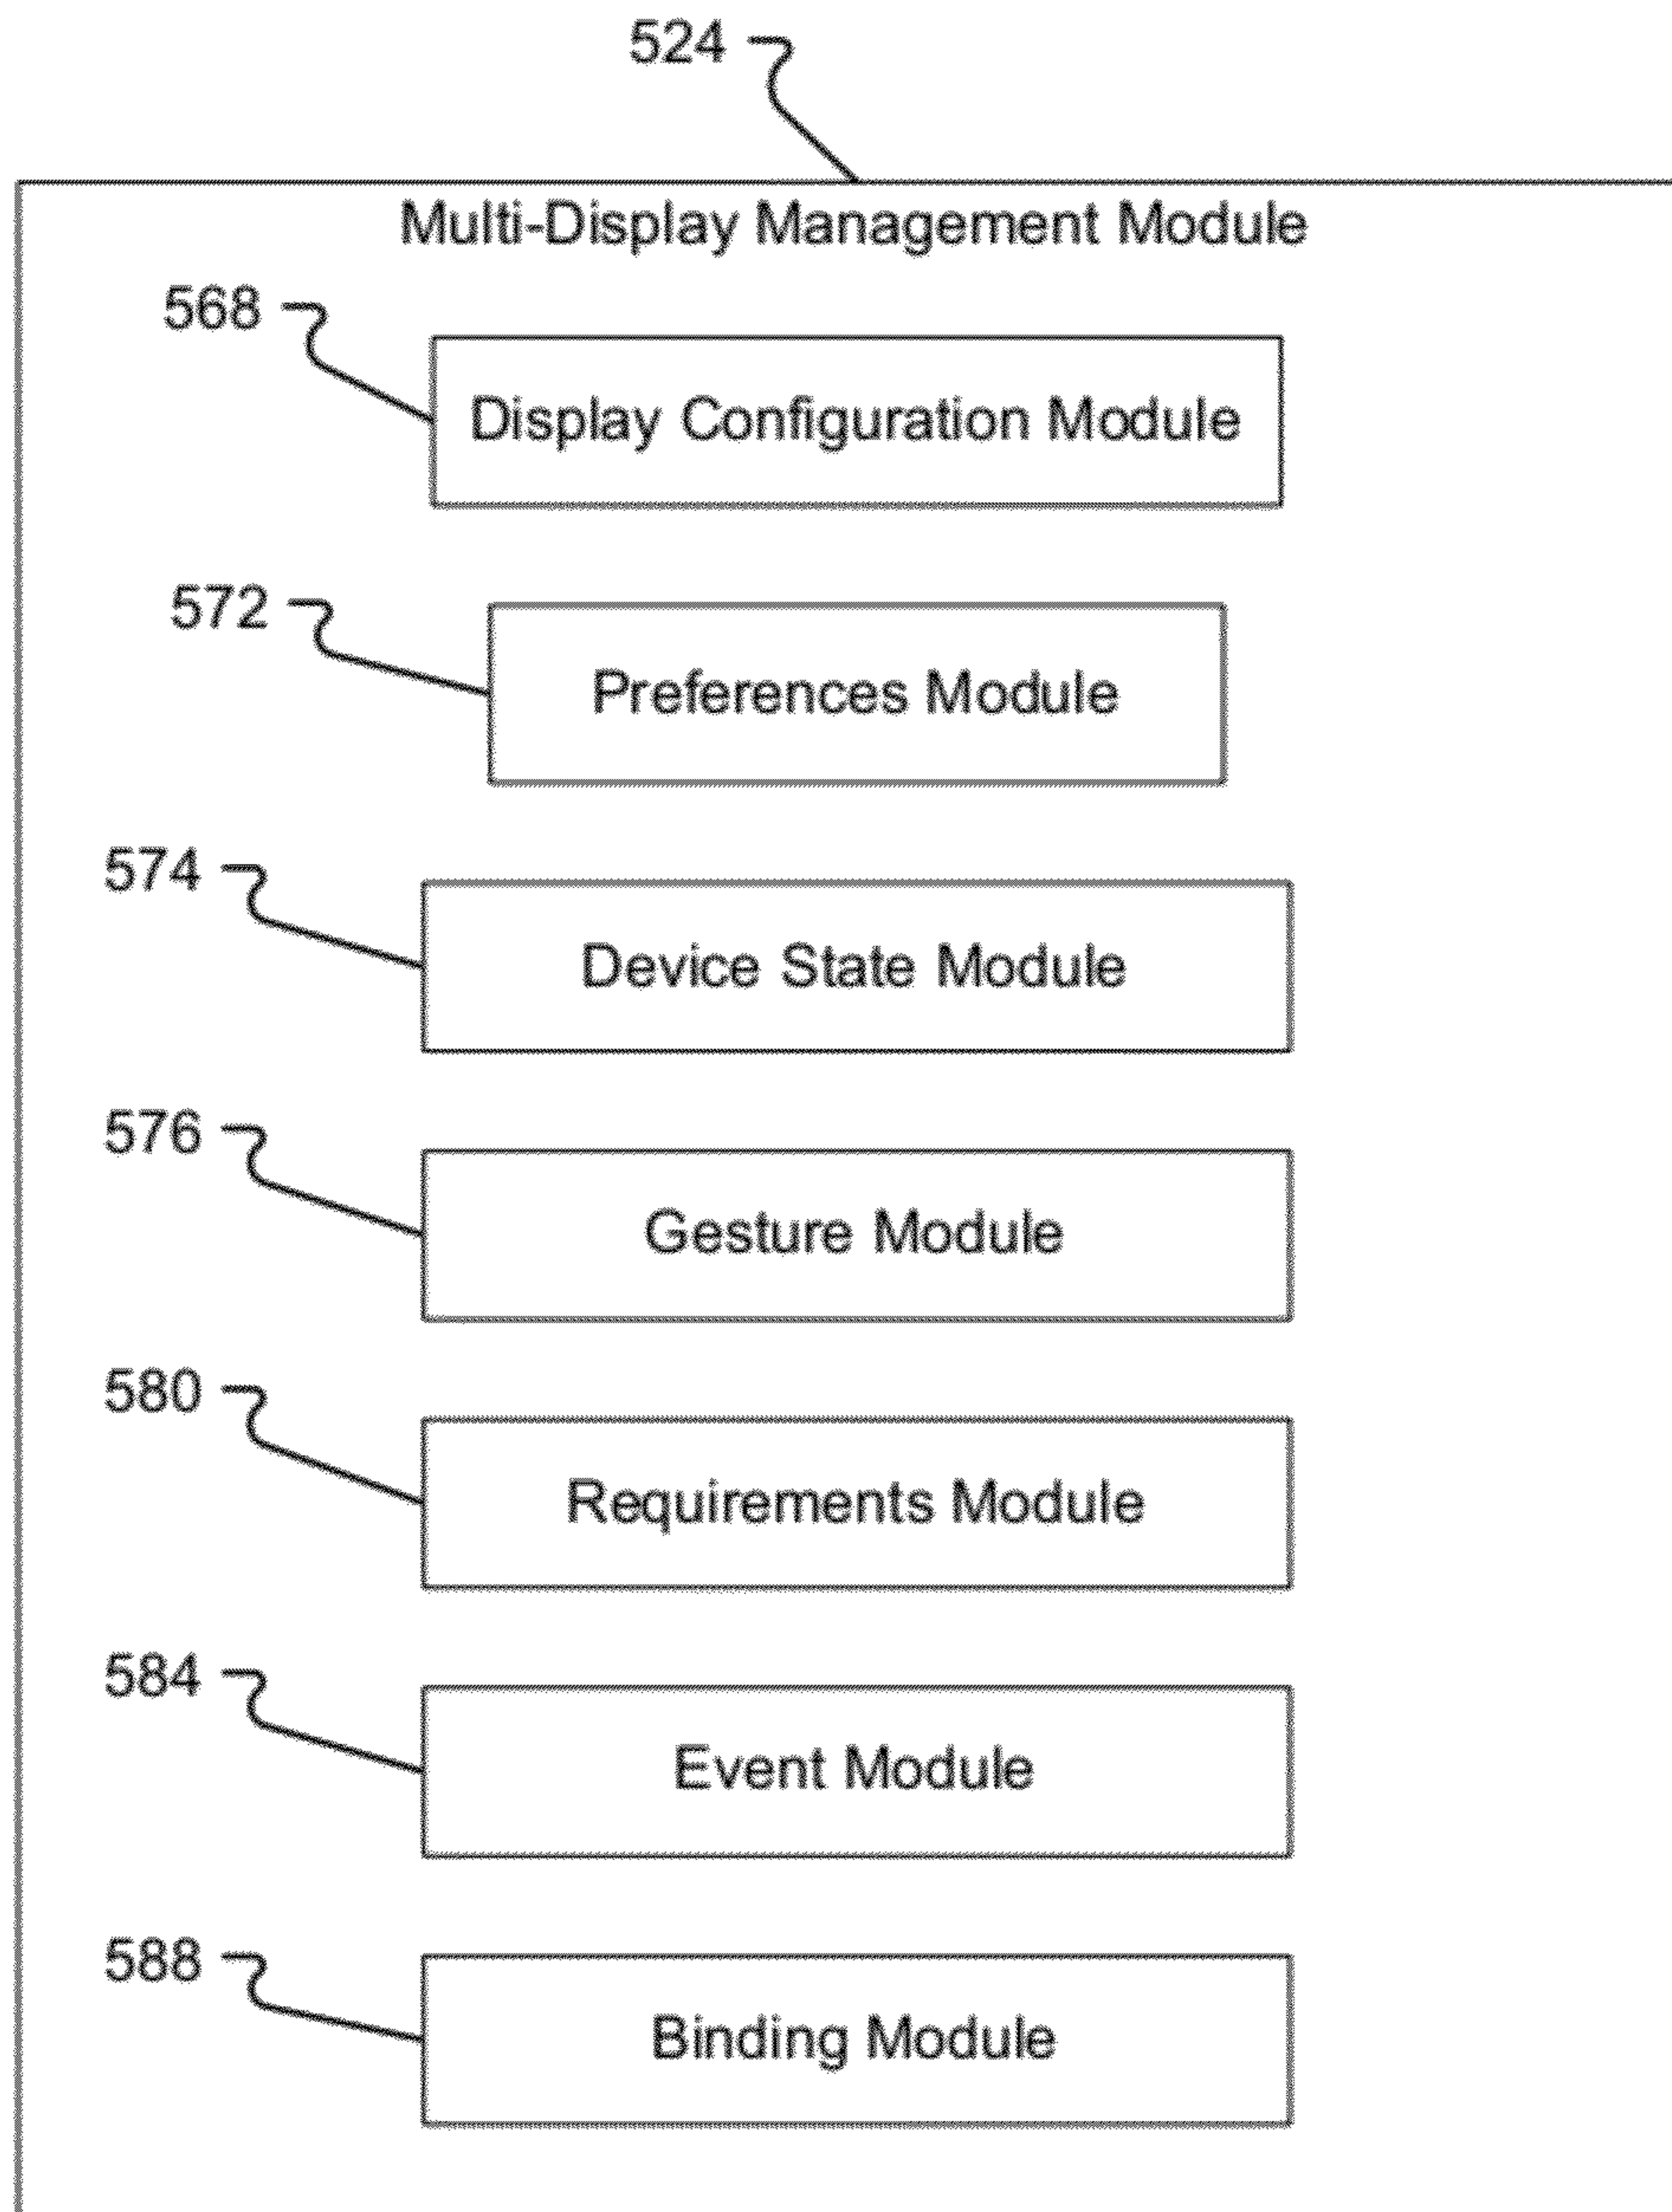 524
Multi-Display Management Module
568
Display Configuration Module
572
Preferences Module
574
Device State Module
576
Gesture Module
580
Requirements Module
584
Event Module
588
Binding Module